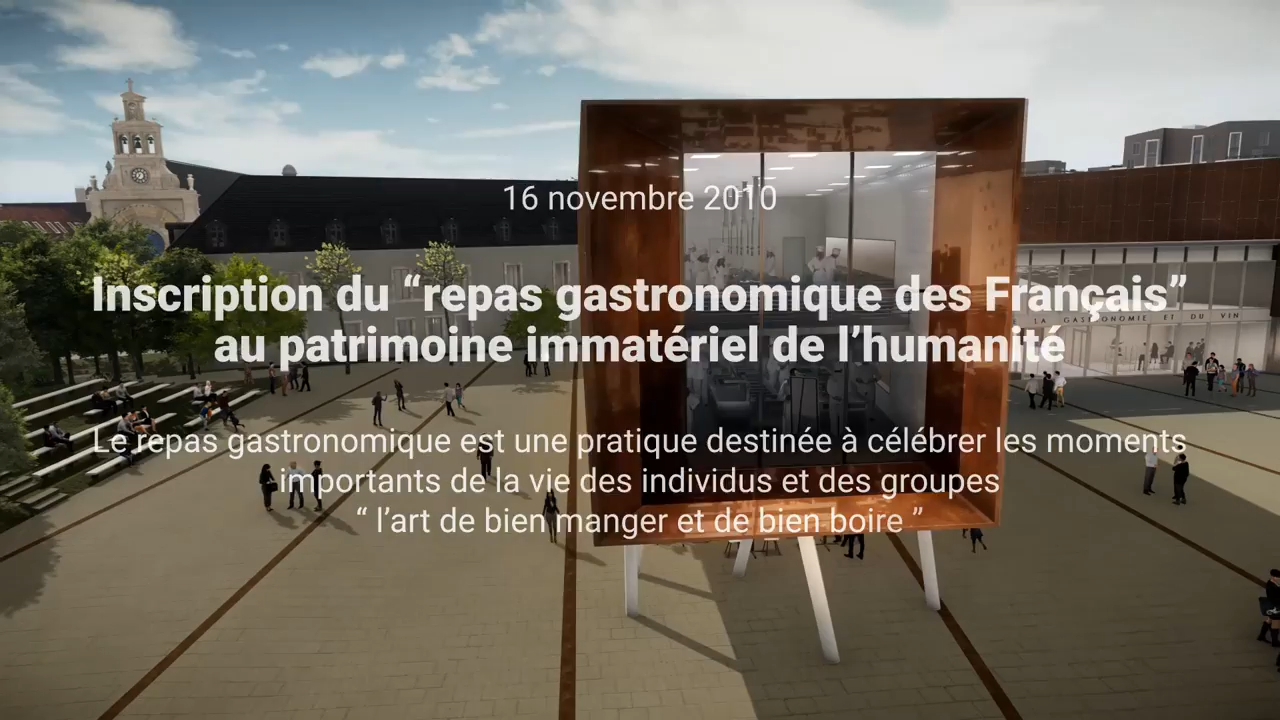 16 novembre 2010
Inscription du “repas gastronomique des Français”
au patrimoine immatériel de l’humanité
LA GASTRONOMIE ET DU VIN
Le repas gastronomique est une pratique destinée à célébrer les moments
importants de la vie des individus et des groupes
“ l’art de bien manger et de bien boire ”